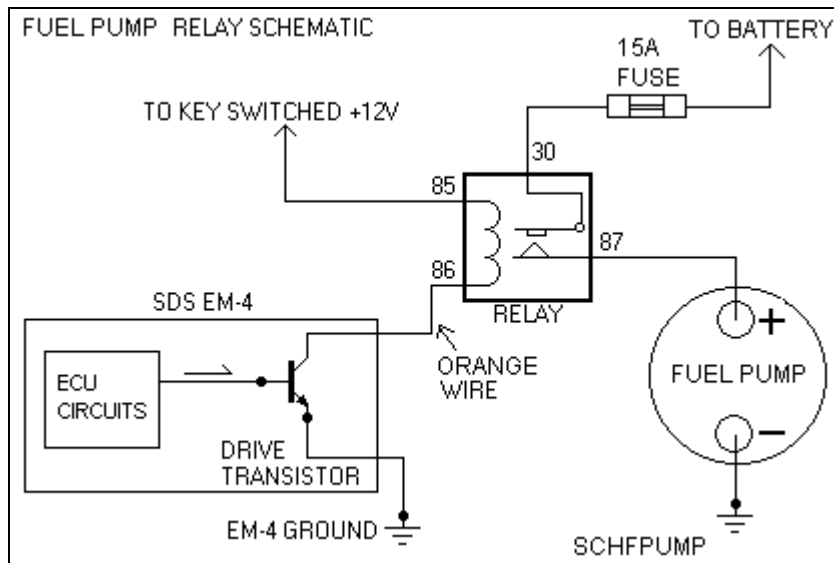 FUEL PUMP RELAY SCHEMATIC
TO BATTERY
15A
FUSE
TO KEY SWITCHED +12V
30
85
87
86
RELAY
SDS EM-4
ORANGE
WIRE
ECU
CIRCUITS
DRIVE
TRANSISTOR
+
FUEL PUMP
−
EM-4 GROUND
SCHFPUMP